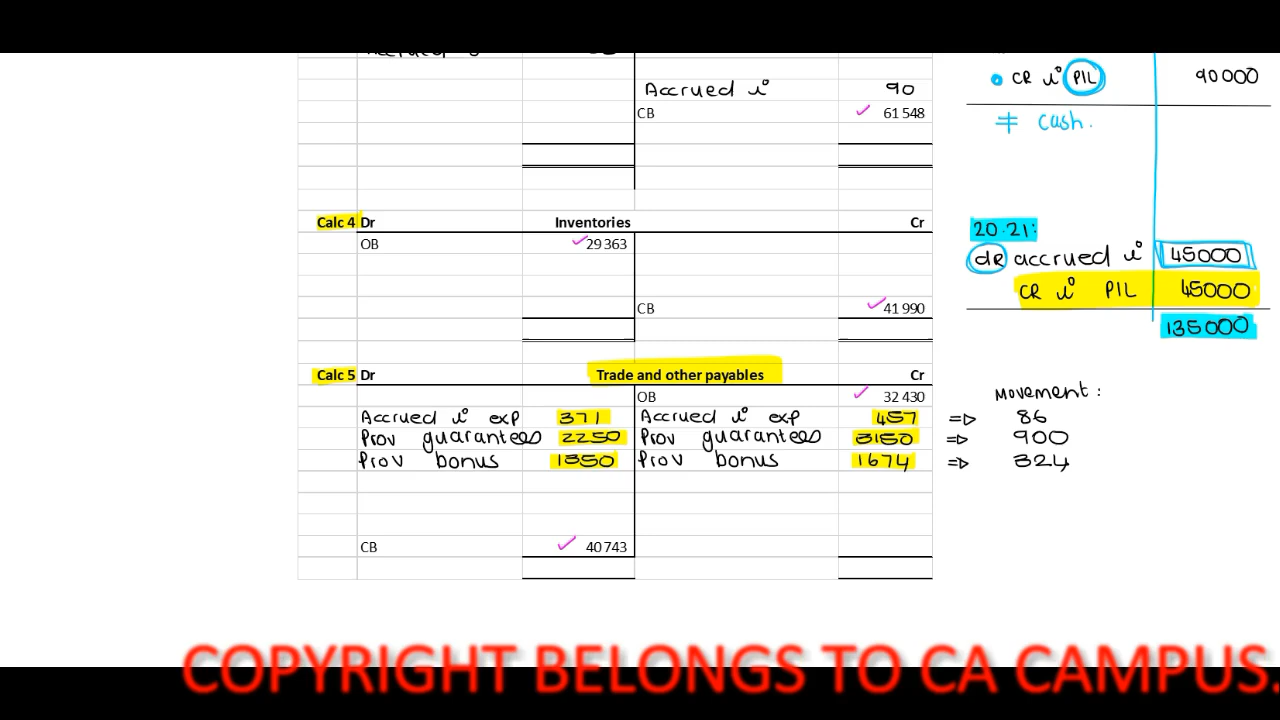 Accrued i°
• CR i° PIL 90000
Accrued i° 90
CB ✓ 61 548
≠ cash.
Calc 4 Dr Inventories Cr
OB ✓ 29 363
CB ✓ 41 990
20.21:
dR accrued i° 45000
CR i° PIL 45000
135000
Calc 5 Dr Trade and other payables Cr
OB ✓ 32 430
Movement:
Accrued i° exp 371 Accrued i° exp 457 => 86
Prov guarantees 2250 Prov guarantees 3150 => 900
Prov bonus 1350 Prov bonus 1674 => 324
CB ✓ 40 743
COPYRIGHT BELONGS TO CA CAMPUS.